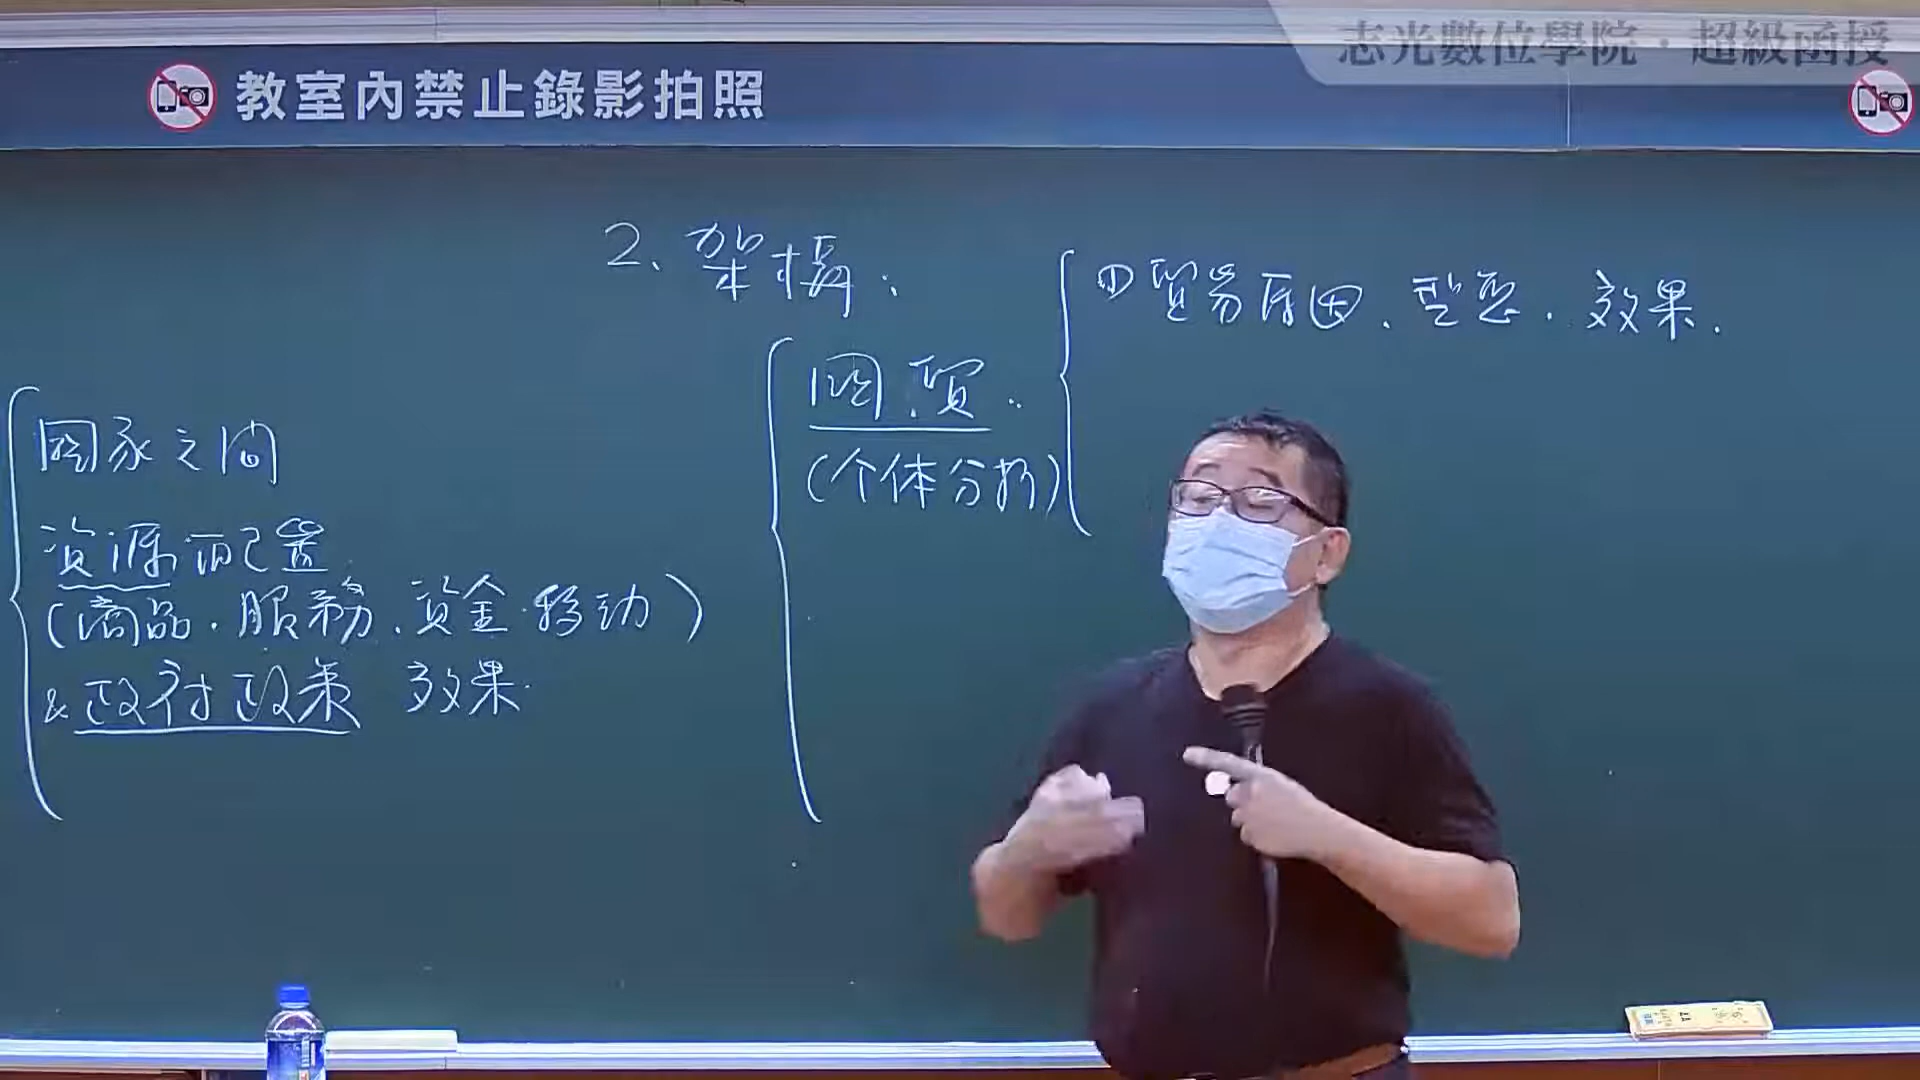 志光數位學院・超級函授
教室內禁止錄影拍照
2、架構：
國家之間
資源配置
(商品．服務．資金．移动)
&政府政策 效果．
國貿：
(个体分析)
①貿易原因、型態．效果．